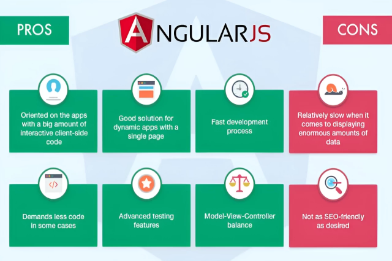 PROS
ANGULARJS
CONS
Oriented on the apps
with a big amount of
interactive client-side
code
Good solution for
dynamic apps with a
single page
Fast development
process
Relatively slow when it
comes to displaying
enormous amounts of
data
Demands less code
in some cases
Advanced testing
features
Model-View-Controller
balance
Not as SEO-friendly
as desired